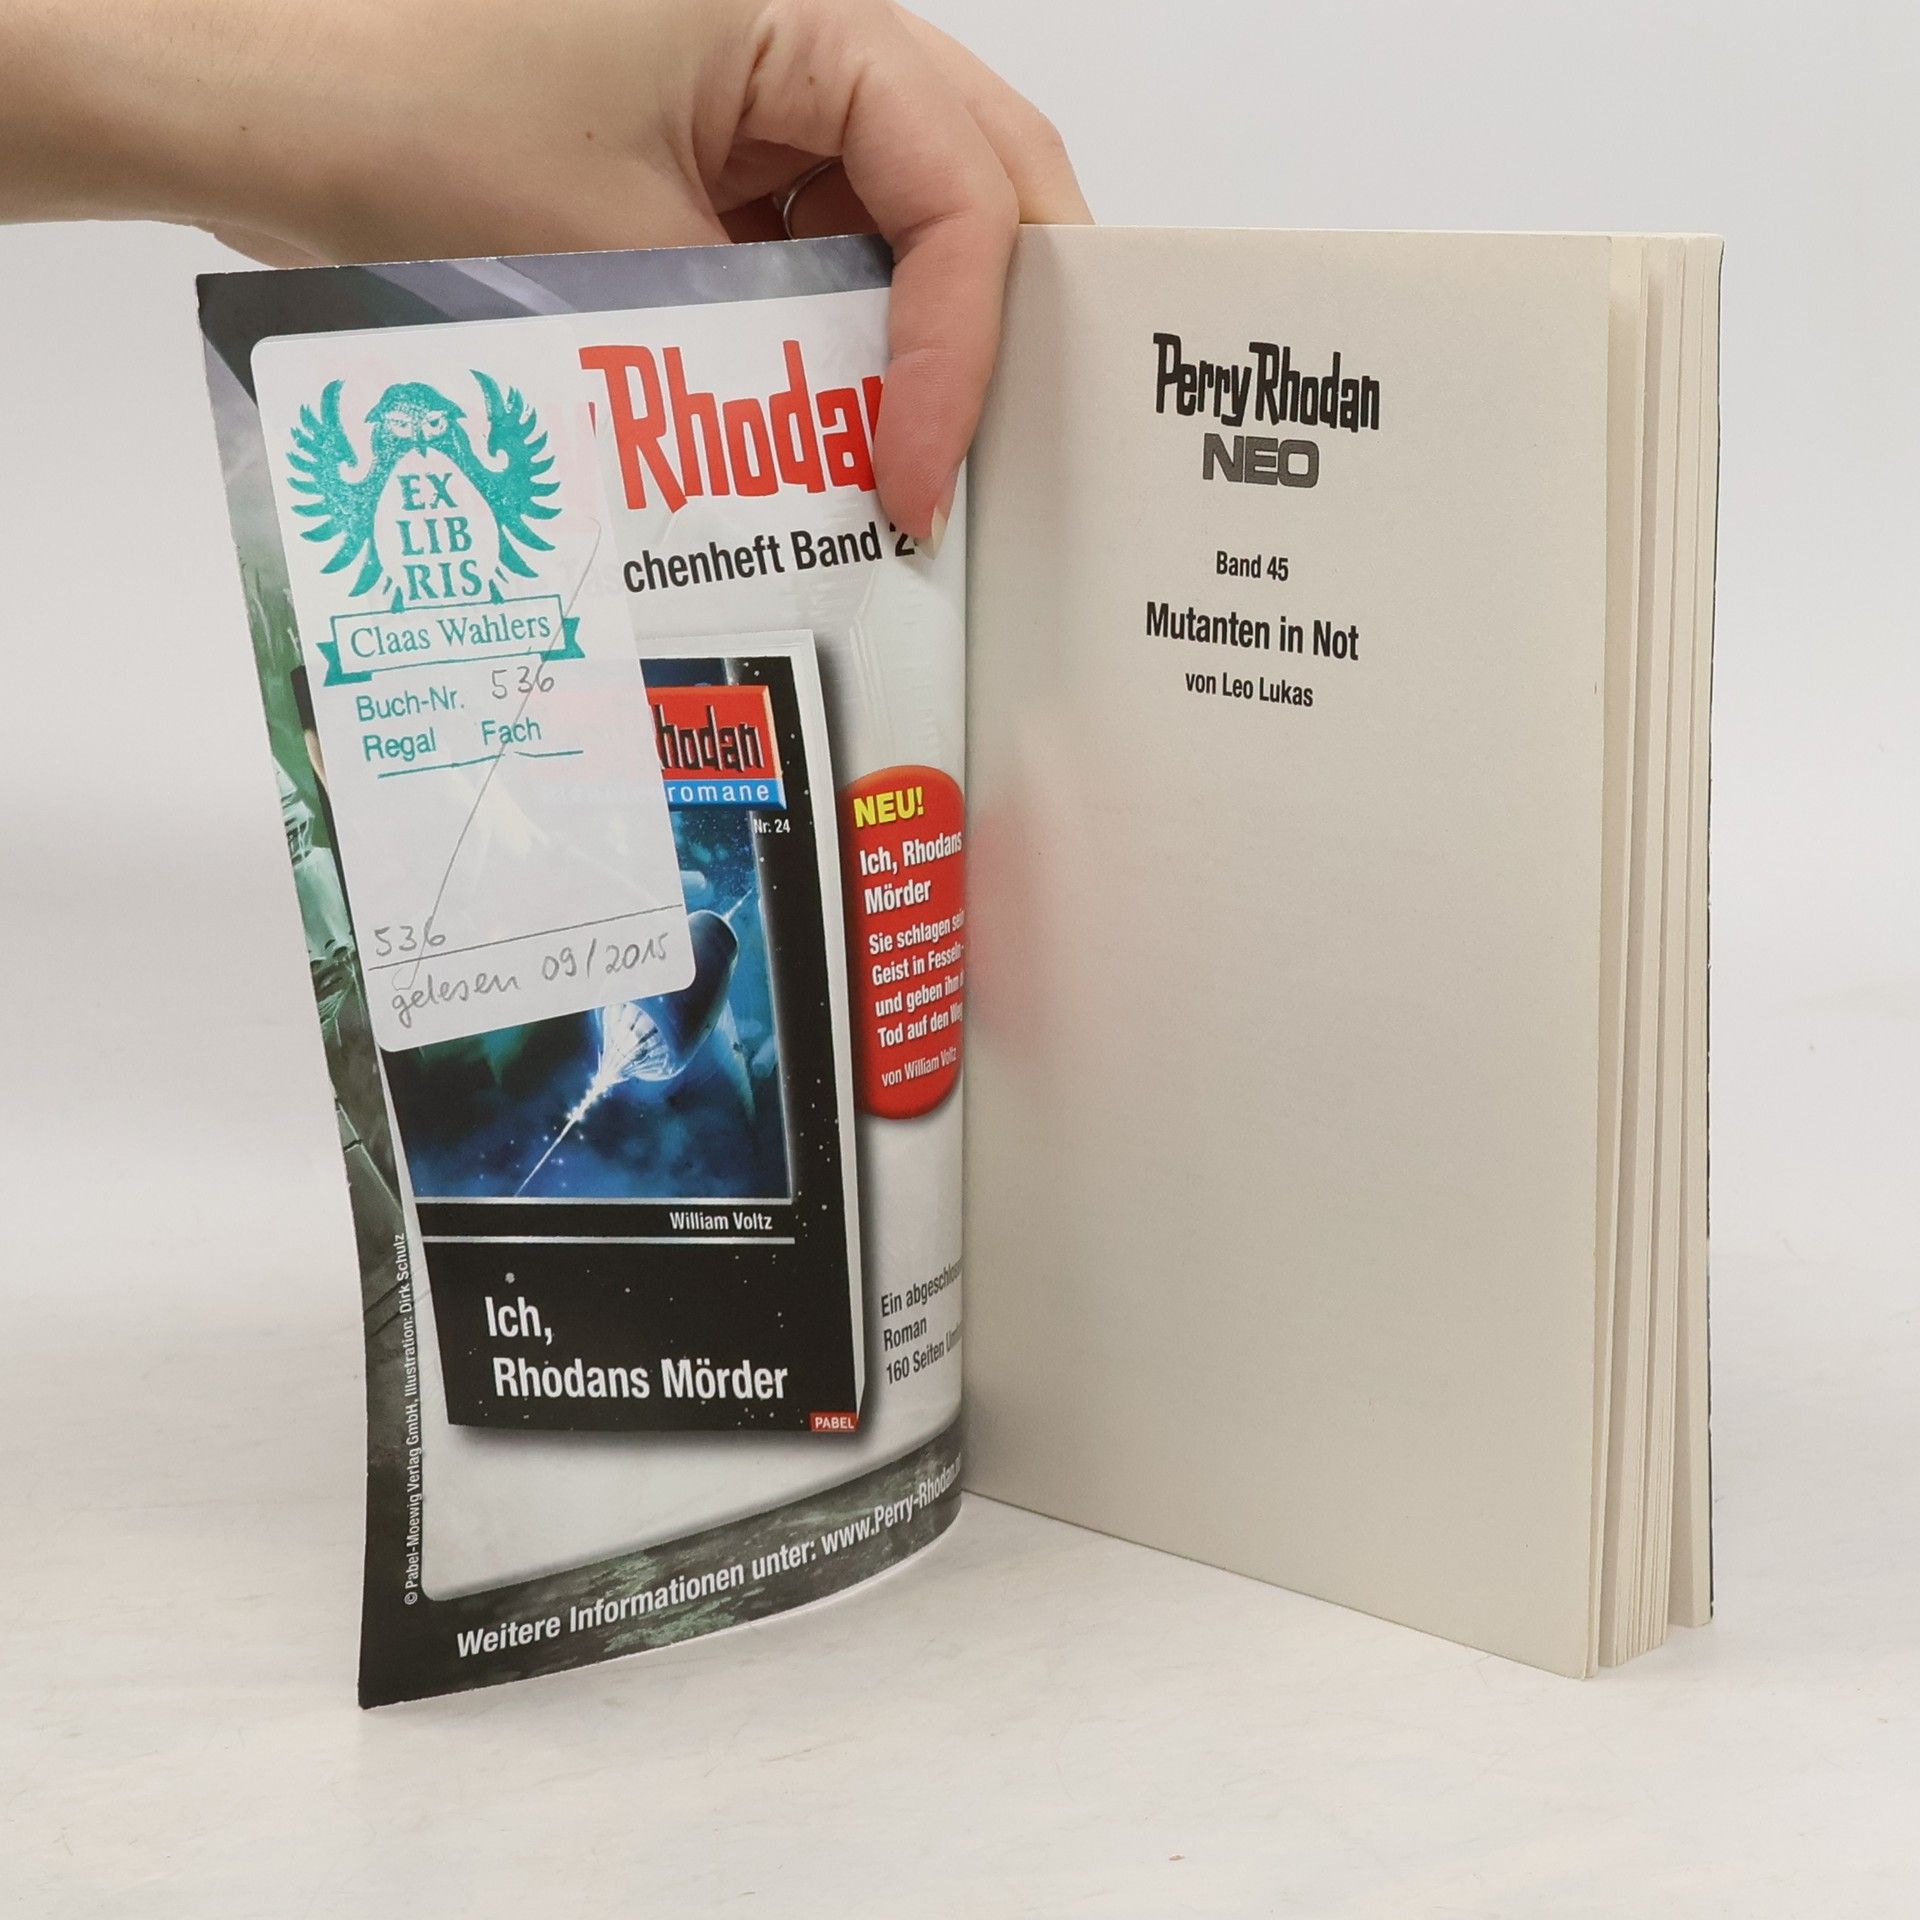 EX
LIB
RIS
Claas Wahlers
Buch-Nr. 536
Regal Fach
536
gelesen 09/2015
Rhodan
chenheft Band 2
hodan
romane
Nr. 24
William Voltz
Ich,
Rhodans Mörder
PABEL
NEU!
Ich, Rhodans
Mörder
Sie schlagen
Geist in Fesseln
und geben ihm
Tod auf den
von William Voltz
Ein
Roman
160 Seiten
© Pabel-Moewig Verlag GmbH, Illustration: Dirk Schulz
Weitere Informationen unter: www.Perry-Rhodan.
Perry Rhodan
NEO
Band 45
Mutanten in Not
von Leo Lukas